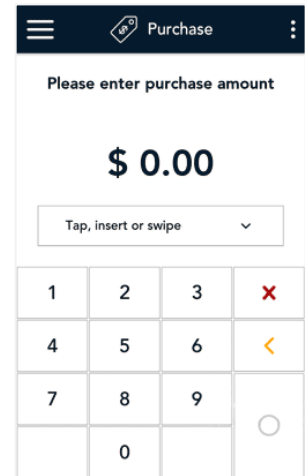 Purchase
Please enter purchase amount
$ 0.00
Tap, insert or swipe
1 2 3
4 5 6
7 8 9
0